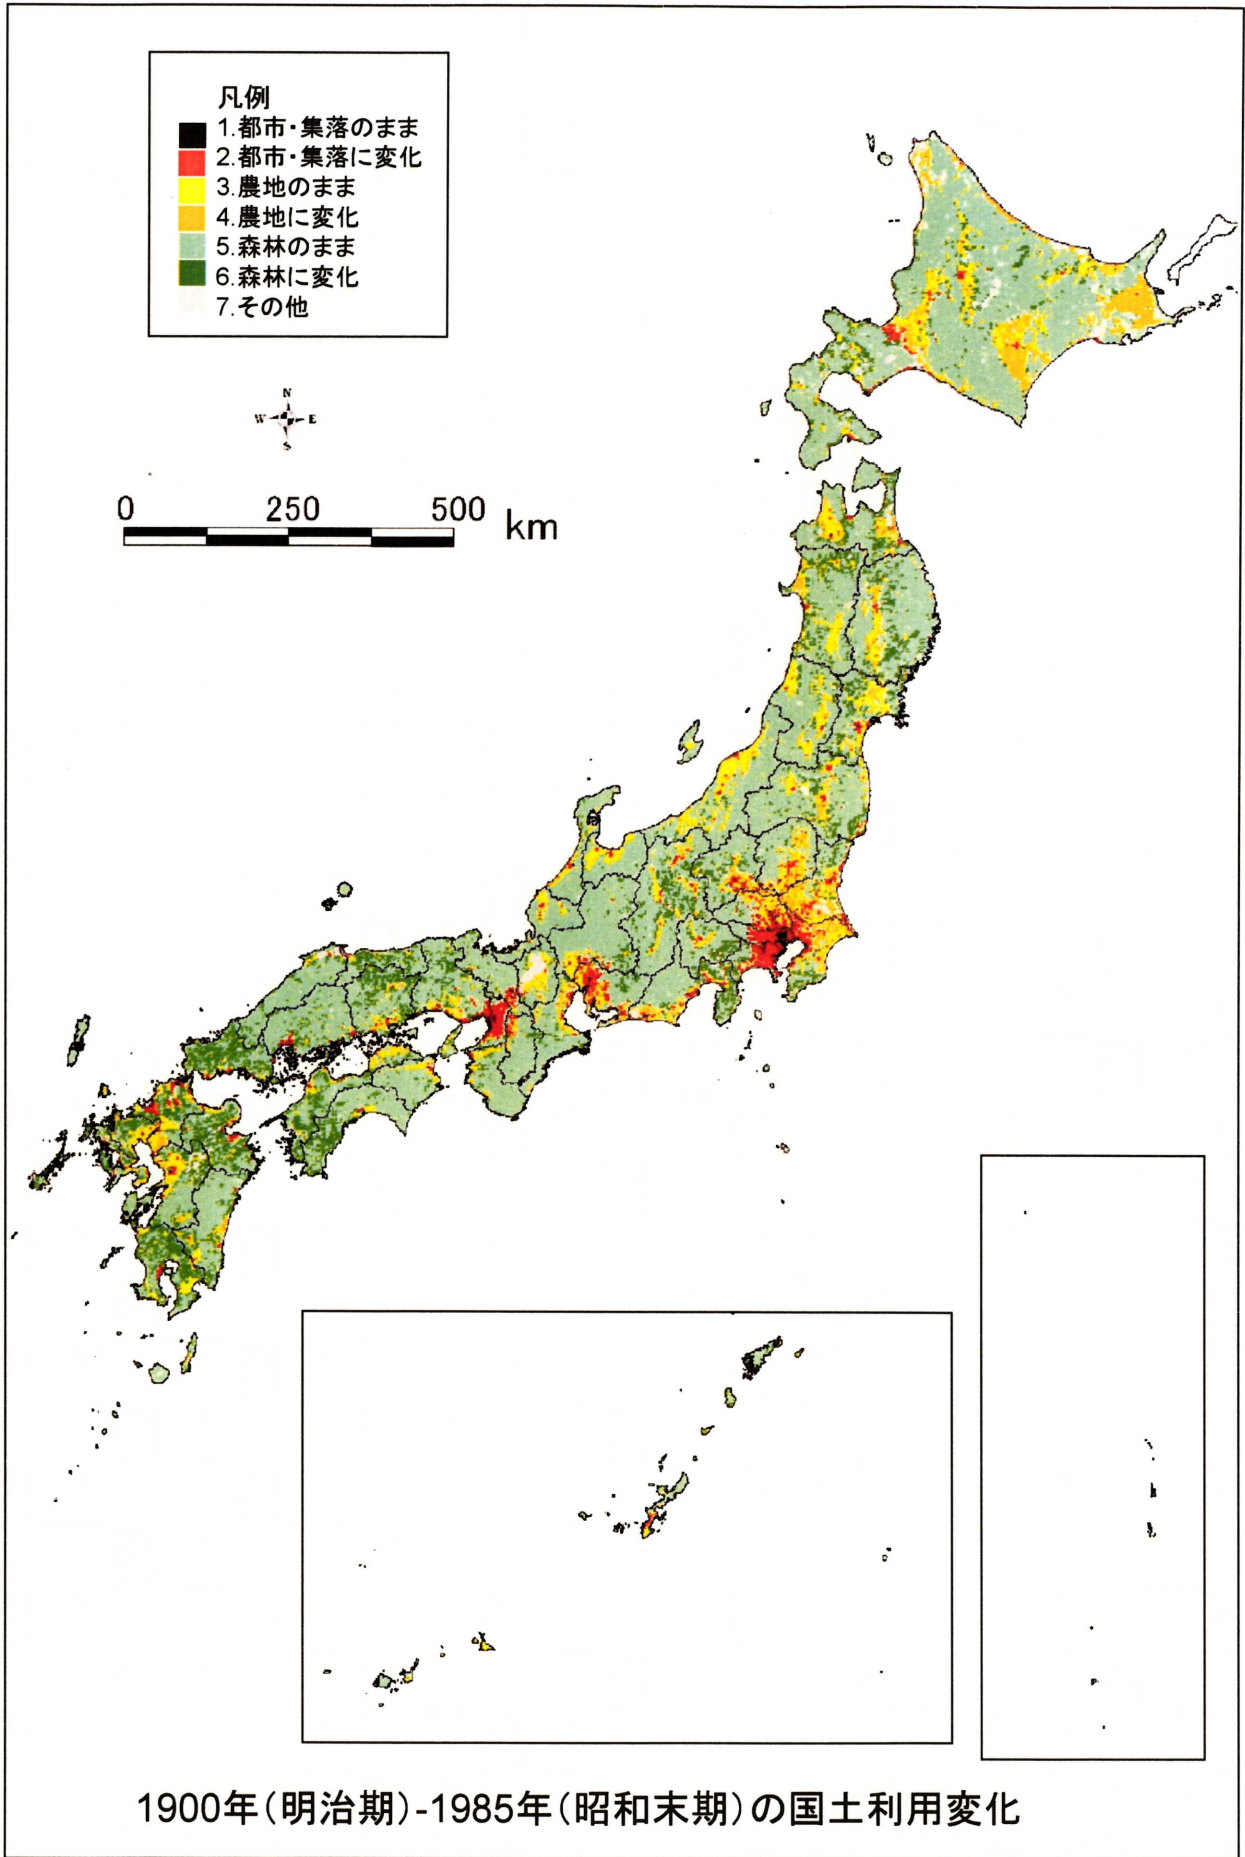 凡例
1.都市・集落のまま
2.都市・集落に変化
3.農地のまま
4.農地に変化
5.森林のまま
6.森林に変化
7.その他
N
W E
S
0 250 500 km
1900年(明治期)-1985年(昭和末期)の国土利用変化